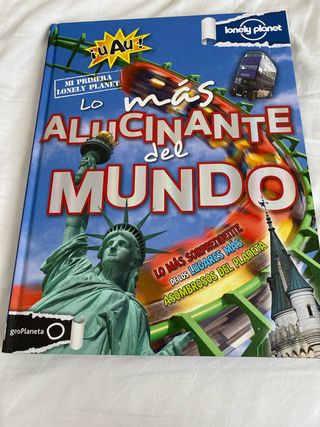 lonely planet
¡uAu!
MI PRIMERA
LONELY PLANET
Lo más
ALUCINANTE
del
MUNDO
LO MÁS SORPRENDENTE
DE LOS LUGARES MÁS
ASOMBROSOS DEL PLANETA
geoPlaneta